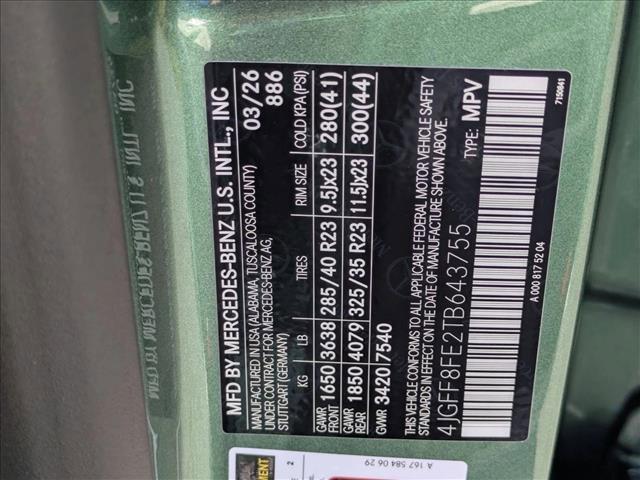 MFD BY MERCEDES-BENZ U.S. INTL., INC
MANUFACTURED IN USA (ALABAMA, TUSCALOOSA COUNTY) 03/26
UNDER CONTRACT FOR MERCEDES-BENZ AG, 886
STUTTGART (GERMANY)
KG LB TIRES RIM SIZE COLD KPA (PSI)
GAWR FRONT 1650 3638 285/40 R23 9.5Jx23 280(41)
GAWR REAR 1850 4079 325/35 R23 11.5Jx23 300(44)
GWR 3420/7540
THIS VEHICLE CONFORMS TO ALL APPLICABLE FEDERAL MOTOR VEHICLE SAFETY
STANDARDS IN EFFECT ON THE DATE OF MANUFACTURE SHOWN ABOVE.
4JGFF8FE2TB643755 TYPE: MPV
A 000 817 52 04 7150841
A 167 584 06 29